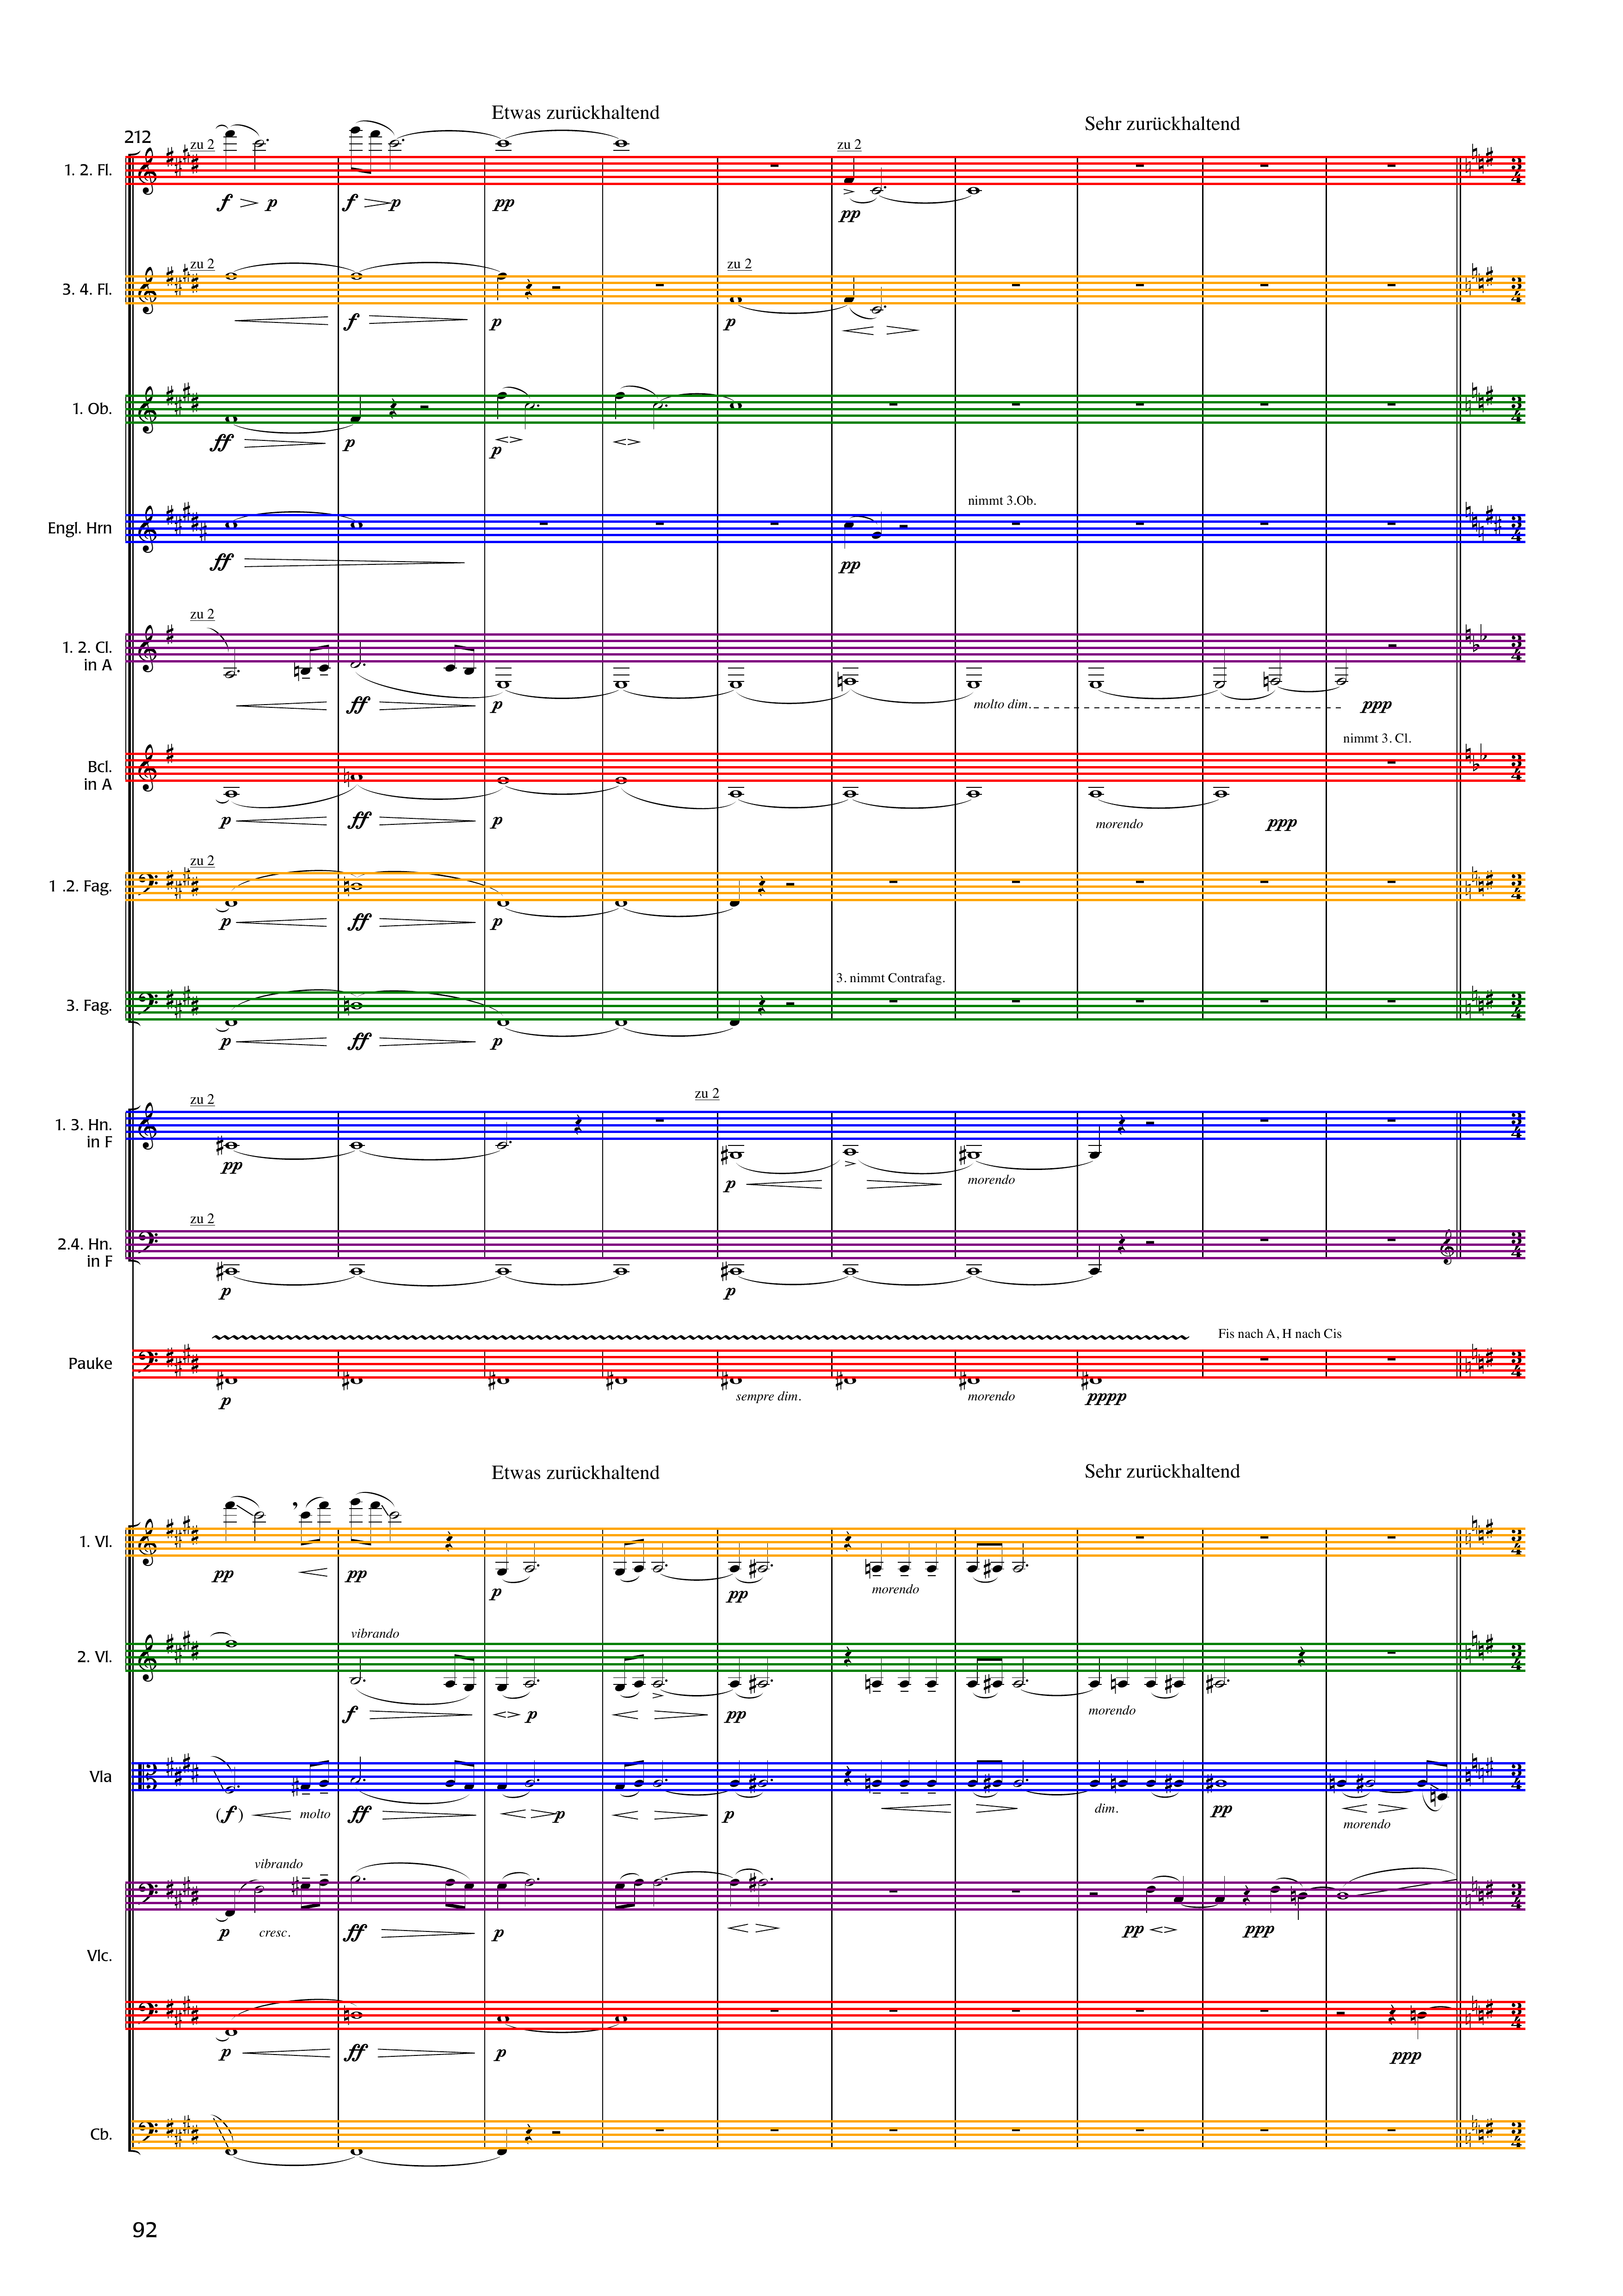 Etwas zurückhaltend
Sehr zurückhaltend
212
zu 2
zu 2
1. 2. Fl.
f p f p pp pp
zu 2
zu 2
3. 4. Fl.
f p p
1. Ob.
ff p p
nimmt 3.Ob.
Engl. Hrn
ff pp
zu 2
1. 2. Cl.
in A
ff p molto dim. ppp
nimmt 3. Cl.
Bcl.
in A
p ff p morendo ppp
zu 2
1 .2. Fag.
p ff p
3. nimmt Contrafag.
3. Fag.
p ff p
zu 2
zu 2
1. 3. Hn.
in F
pp p morendo
zu 2
2.4. Hn.
in F
p p
Fis nach A, H nach Cis
Pauke
p sempre dim. morendo pppp
Etwas zurückhaltend
Sehr zurückhaltend
1. Vl.
pp pp p pp morendo
vibrando
2. Vl.
f p pp morendo
Vla
(f) molto ff p p dim. pp morendo
vibrando
p cresc. ff p pp ppp
Vlc.
p ff p ppp
Cb.
3
4
92